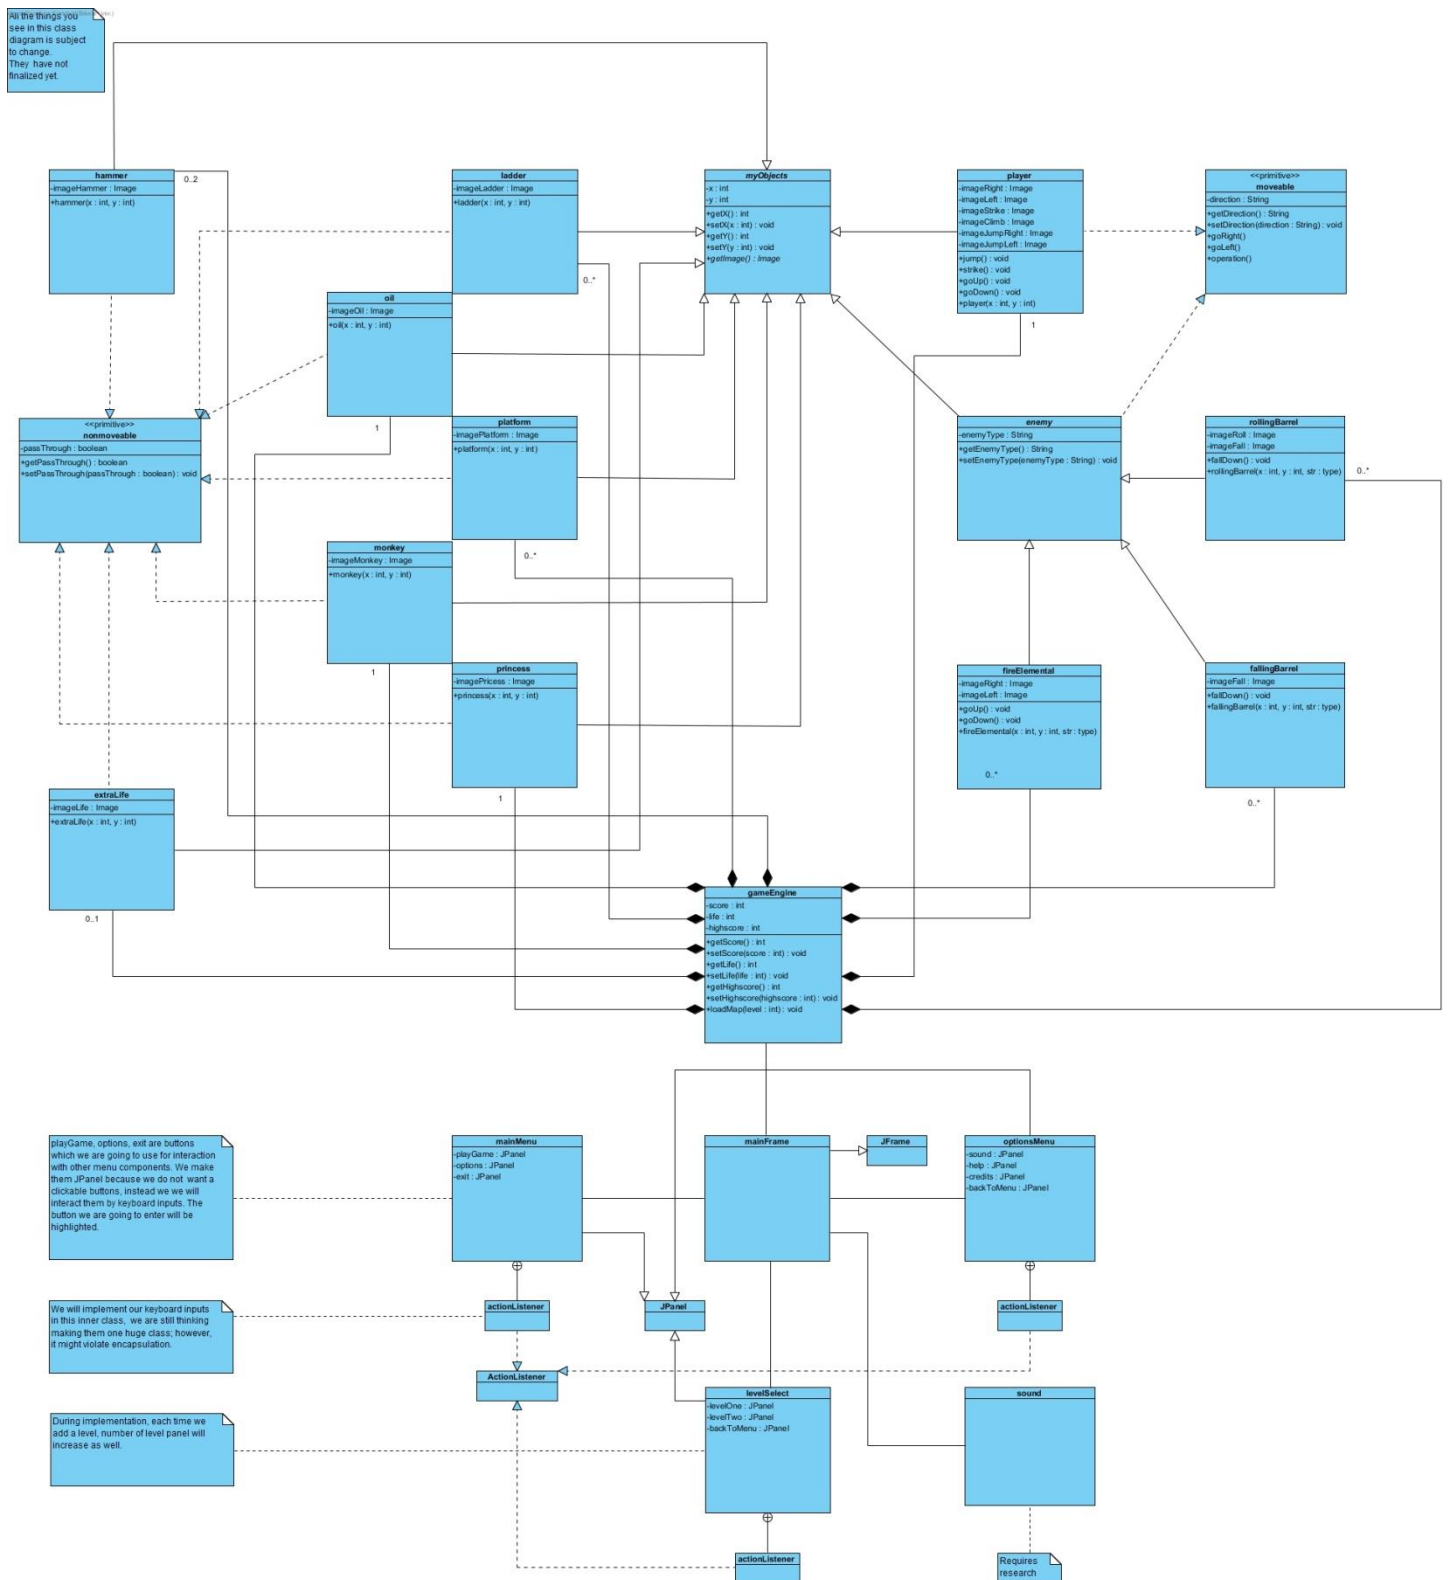 All the things you
see in this class
diagram is subject
to change.
They have not
finalized yet.
hammer
-imageHammer : Image
+hammer(x : int, y : int)
0..2
ladder
-imageLadder : Image
+ladder(x : int, y : int)
0..*
myObjects
-x : int
-y : int
+getX() : int
+setX(x : int) : void
+getY() : int
+setY(y : int) : void
+getImage() : Image
player
-imageRight : Image
-imageLeft : Image
-imageStrike : Image
-imageClimb : Image
-imageJumpRight : Image
-imageJumpLeft : Image
+jump() : void
+strike() : void
+goUp() : void
+goDown() : void
+player(x : int, y : int)
1
<<primitive>>
moveable
-direction : String
+getDirection() : String
+setDirection(direction : String) : void
+goRight()
+goLeft()
+operation()
oil
-imageOil : Image
+oil(x : int, y : int)
1
<<primitive>>
nonmoveable
-passThrough : boolean
+getPassThrough() : boolean
+setPassThrough(passThrough : boolean) : void
platform
-imagePlatform : Image
+platform(x : int, y : int)
0..*
enemy
-enemyType : String
+getEnemyType() : String
+setEnemyType(enemyType : String) : void
rollingBarrel
-imageRoll : Image
-imageFall : Image
+fallDown() : void
+rollingBarrel(x : int, y : int, str : type)
0..*
monkey
-imageMonkey : Image
+monkey(x : int, y : int)
1
princess
-imagePricess : Image
+princess(x : int, y : int)
1
fireElemental
-imageRight : Image
-imageLeft : Image
+goUp() : void
+goDown() : void
+fireElemental(x : int, y : int, str : type)
0..*
fallingBarrel
-imageFall : Image
+fallDown() : void
+fallingBarrel(x : int, y : int, str : type)
0..*
extraLife
-imageLife : Image
+extraLife(x : int, y : int)
0..1
gameEngine
-score : int
-life : int
-highscore : int
+getScore() : int
+setScore(score : int) : void
+getLife() : int
+setLife(life : int) : void
+getHighscore() : int
+setHighscore(highscore : int) : void
+loadMap(level : int) : void
playGame, options, exit are buttons
which we are going to use for interaction
with other menu components. We make
them JPanel because we do not want a
clickable buttons, instead we we will
interact them by keyboard inputs. The
button we are going to enter will be
highlighted.
mainMenu
-playGame : JPanel
-options : JPanel
-exit : JPanel
mainFrame
JFrame
optionsMenu
-sound : JPanel
-help : JPanel
-credits : JPanel
-backToMenu : JPanel
We will implement our keyboard inputs
in this inner class, we are still thinking
making them one huge class; however,
it might violate encapsulation.
actionListener
JPanel
actionListener
ActionListener
During implementation, each time we
add a level, number of level panel will
increase as well.
levelSelect
-levelOne : JPanel
-levelTwo : JPanel
-backToMenu : JPanel
sound
actionListener
Requires
research